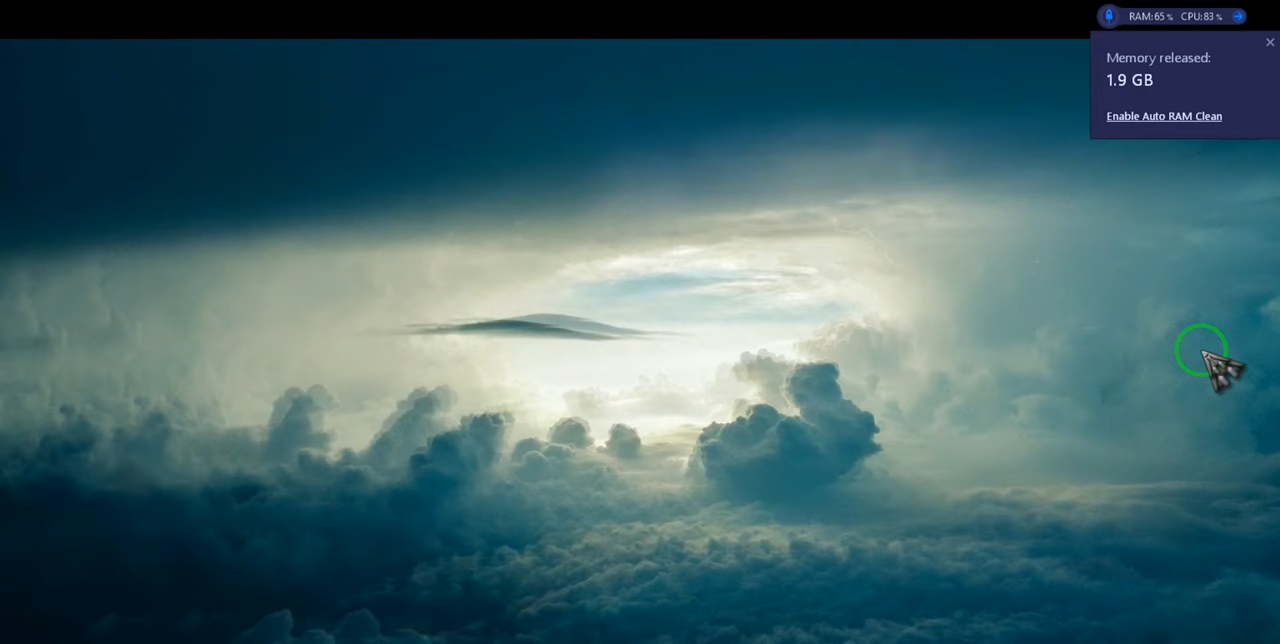 RAM:65% CPU:83%
Memory released:
1.9 GB
Enable Auto RAM Clean